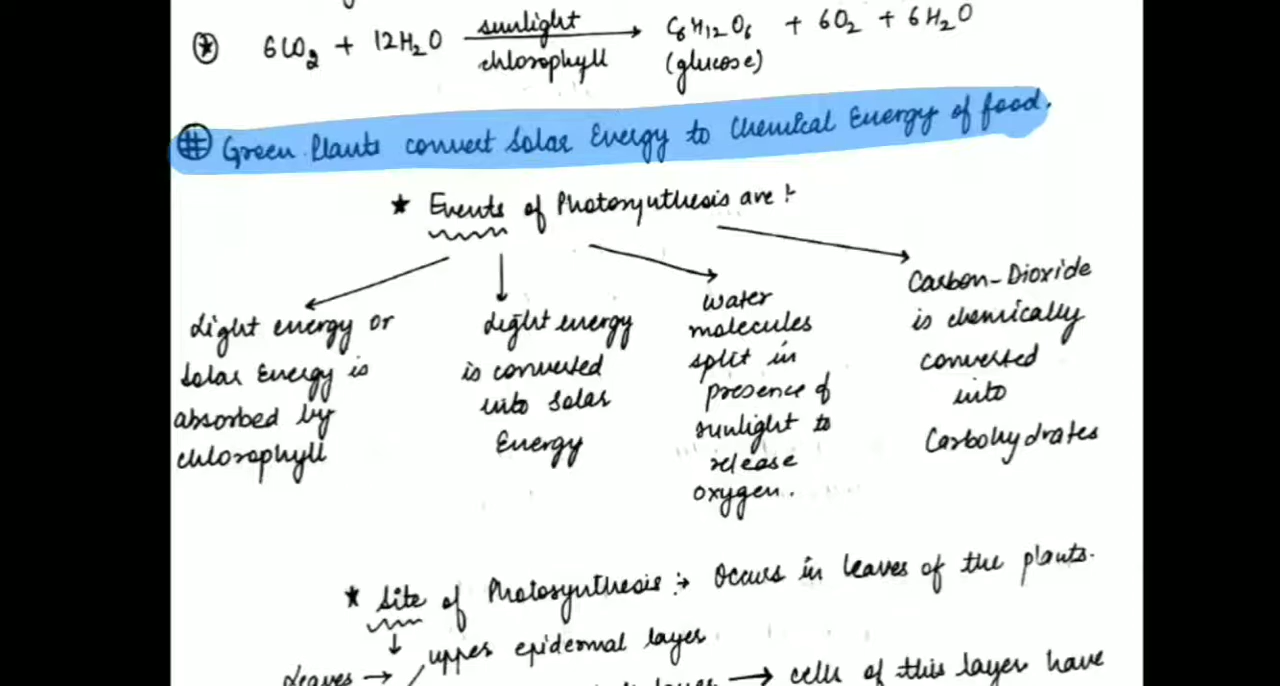 6CO2 + 12H2O sunlight chlorophyll → C6H12O6 + 6O2 + 6H2O
(glucose)
# Green Plants convert Solar Energy to Chemical Energy of food.
★ Events of Photosynthesis are :-
Light energy or
Solar Energy is
absorbed by
chlorophyll
Light energy
is converted
into Solar
Energy
Water
molecules
split in
presence of
sunlight to
release
oxygen.
Carbon-Dioxide
is chemically
converted
into
Carbohydrates
★ Site of Photosynthesis :→ Occurs in leaves of the plants.
Leaves → upper epidermal layer
layer → cells of this layer have